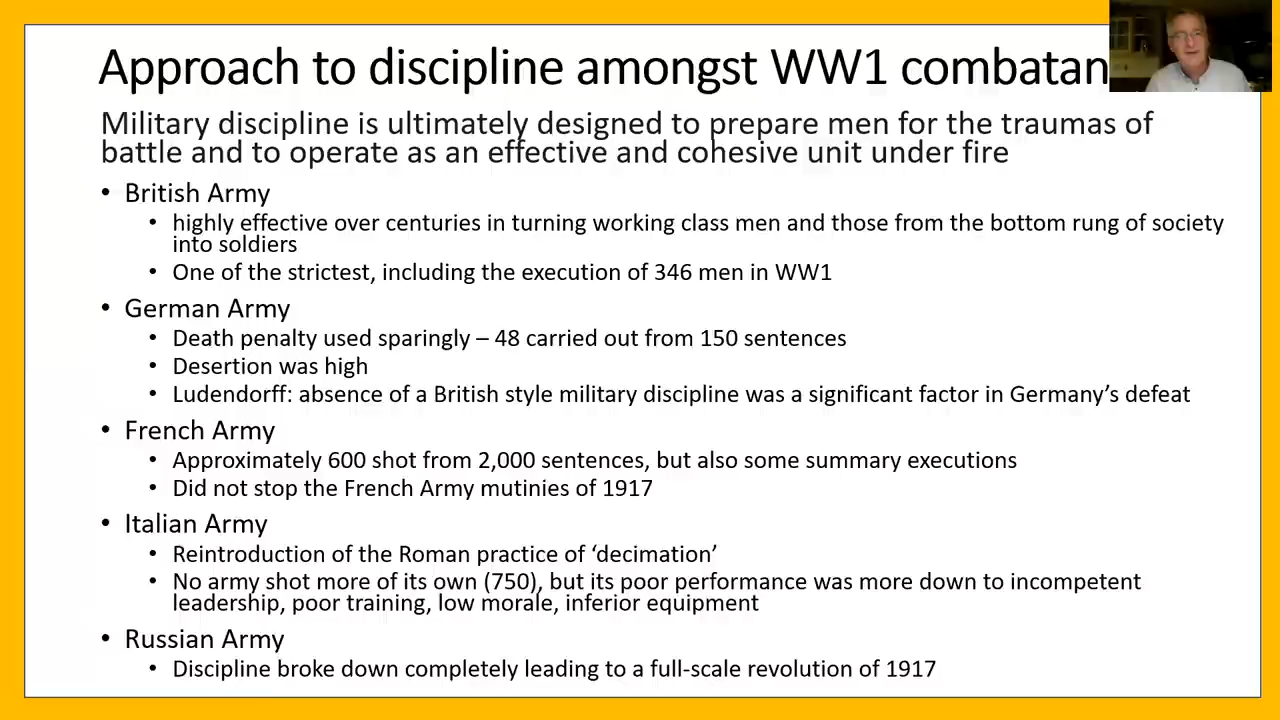 Approach to discipline amongst WW1 combatan
Military discipline is ultimately designed to prepare men for the traumas of
battle and to operate as an effective and cohesive unit under fire
• British Army
• highly effective over centuries in turning working class men and those from the bottom rung of society
into soldiers
• One of the strictest, including the execution of 346 men in WW1
• German Army
• Death penalty used sparingly – 48 carried out from 150 sentences
• Desertion was high
• Ludendorff: absence of a British style military discipline was a significant factor in Germany’s defeat
• French Army
• Approximately 600 shot from 2,000 sentences, but also some summary executions
• Did not stop the French Army mutinies of 1917
• Italian Army
• Reintroduction of the Roman practice of ‘decimation’
• No army shot more of its own (750), but its poor performance was more down to incompetent
leadership, poor training, low morale, inferior equipment
• Russian Army
• Discipline broke down completely leading to a full-scale revolution of 1917